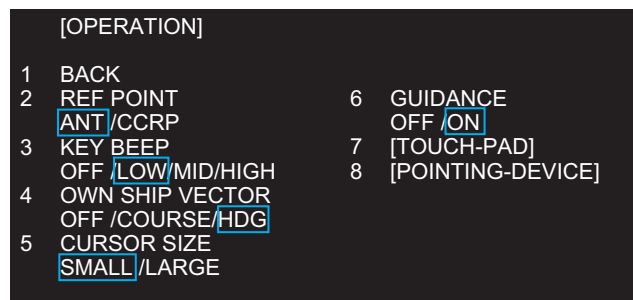 [OPERATION]
1 BACK
2 REF POINT
ANT /CCRP
3 KEY BEEP
OFF /LOW/MID/HIGH
4 OWN SHIP VECTOR
OFF /COURSE/HDG
5 CURSOR SIZE
SMALL /LARGE
6 GUIDANCE
OFF /ON
7 [TOUCH-PAD]
8 [POINTING-DEVICE]